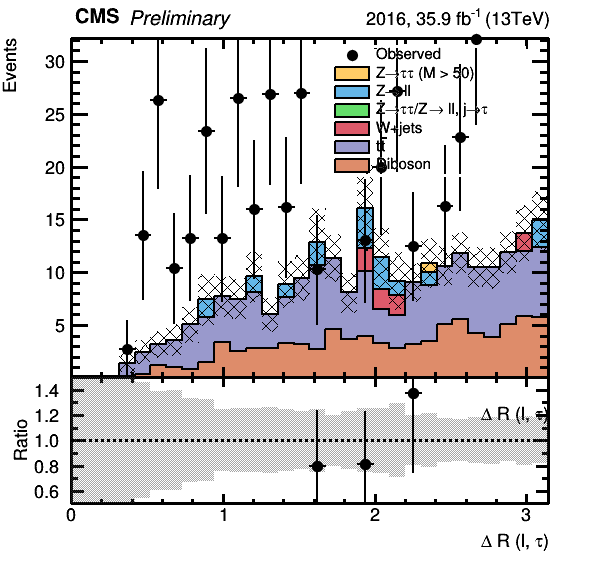 CMS Preliminary 2016, 35.9 fb⁻¹ (13TeV)
Events
30
25
20
15
10
5
Observed
Z→ττ (M > 50)
Z→ll
Z→ττ/Z→ ll, j→τ
W+jets
tt̄
Diboson
Ratio
1.4
1.2
1.0
0.8
0.6
Δ R (l, τ)
0 1 2 3
Δ R (l, τ)